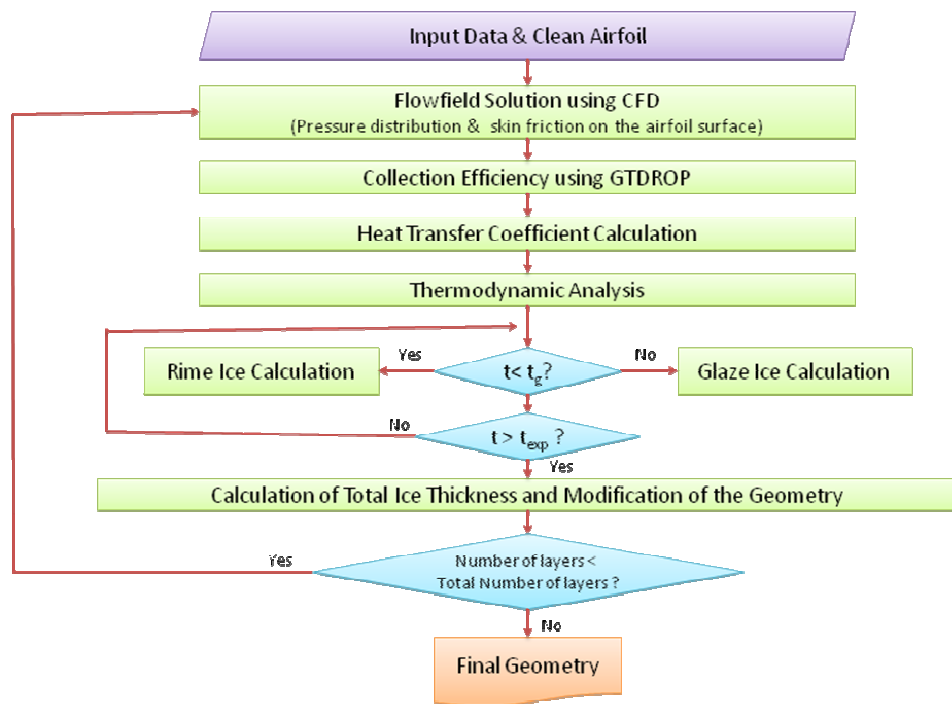 Input Data & Clean Airfoil
Flowfield Solution using CFD
(Pressure distribution & skin friction on the airfoil surface)
Collection Efficiency using GTDROP
Heat Transfer Coefficient Calculation
Thermodynamic Analysis
Rime Ice Calculation
Yes
t< tg?
No
Glaze Ice Calculation
No
t > texp ?
Yes
Calculation of Total Ice Thickness and Modification of the Geometry
Yes
Number of layers <
Total Number of layers ?
No
Final Geometry